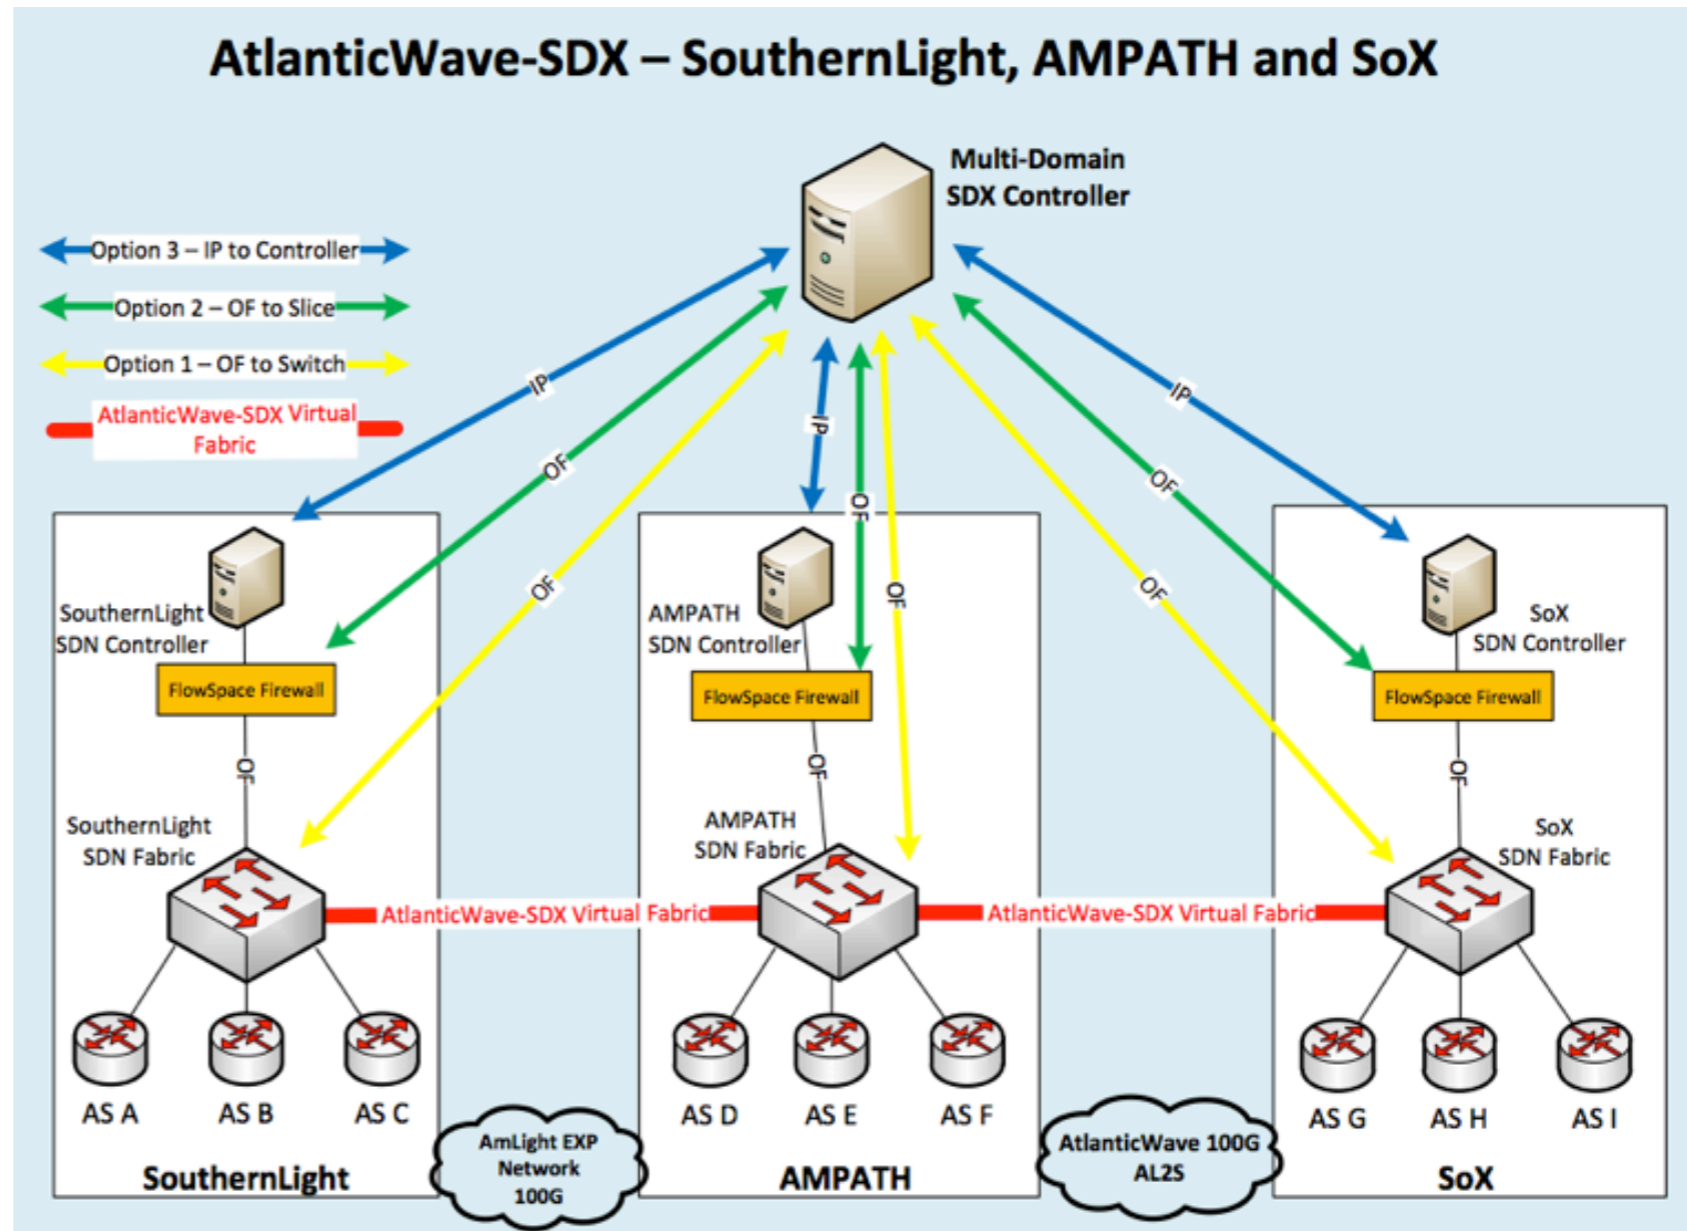 AtlanticWave-SDX – SouthernLight, AMPATH and SoX
Multi-Domain
SDX Controller
Option 3 – IP to Controller
Option 2 – OF to Slice
Option 1 – OF to Switch
AtlanticWave-SDX Virtual
Fabric
IP
IP
IP
OF
OF
OF
OF
OF
OF
SouthernLight
SDN Controller
FlowSpace Firewall
OF
SouthernLight
SDN Fabric
AMPATH
SDN Controller
FlowSpace Firewall
OF
AMPATH
SDN Fabric
SoX
SDN Controller
FlowSpace Firewall
OF
SoX
SDN Fabric
AtlanticWave-SDX Virtual Fabric
AtlanticWave-SDX Virtual Fabric
AS A
AS B
AS C
AS D
AS E
AS F
AS G
AS H
AS I
AmLight EXP
Network
100G
AtlanticWave 100G
AL2S
SouthernLight
AMPATH
SoX